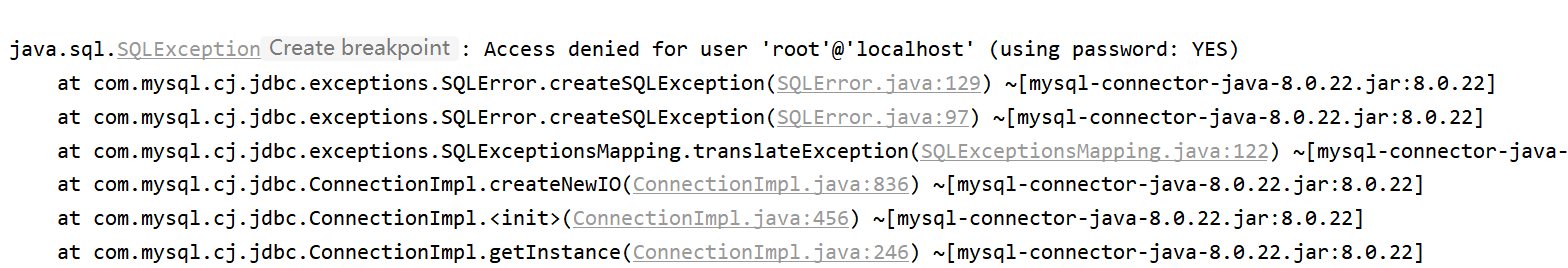 java.sql.SQLException Create breakpoint : Access denied for user 'root'@'localhost' (using password: YES)
at com.mysql.cj.jdbc.exceptions.SQLError.createSQLException(SQLError.java:129) ~[mysql-connector-java-8.0.22.jar:8.0.22]
at com.mysql.cj.jdbc.exceptions.SQLError.createSQLException(SQLError.java:97) ~[mysql-connector-java-8.0.22.jar:8.0.22]
at com.mysql.cj.jdbc.exceptions.SQLExceptionsMapping.translateException(SQLExceptionsMapping.java:122) ~[mysql-connector-java-
at com.mysql.cj.jdbc.ConnectionImpl.createNewIO(ConnectionImpl.java:836) ~[mysql-connector-java-8.0.22.jar:8.0.22]
at com.mysql.cj.jdbc.ConnectionImpl.<init>(ConnectionImpl.java:456) ~[mysql-connector-java-8.0.22.jar:8.0.22]
at com.mysql.cj.jdbc.ConnectionImpl.getInstance(ConnectionImpl.java:246) ~[mysql-connector-java-8.0.22.jar:8.0.22]